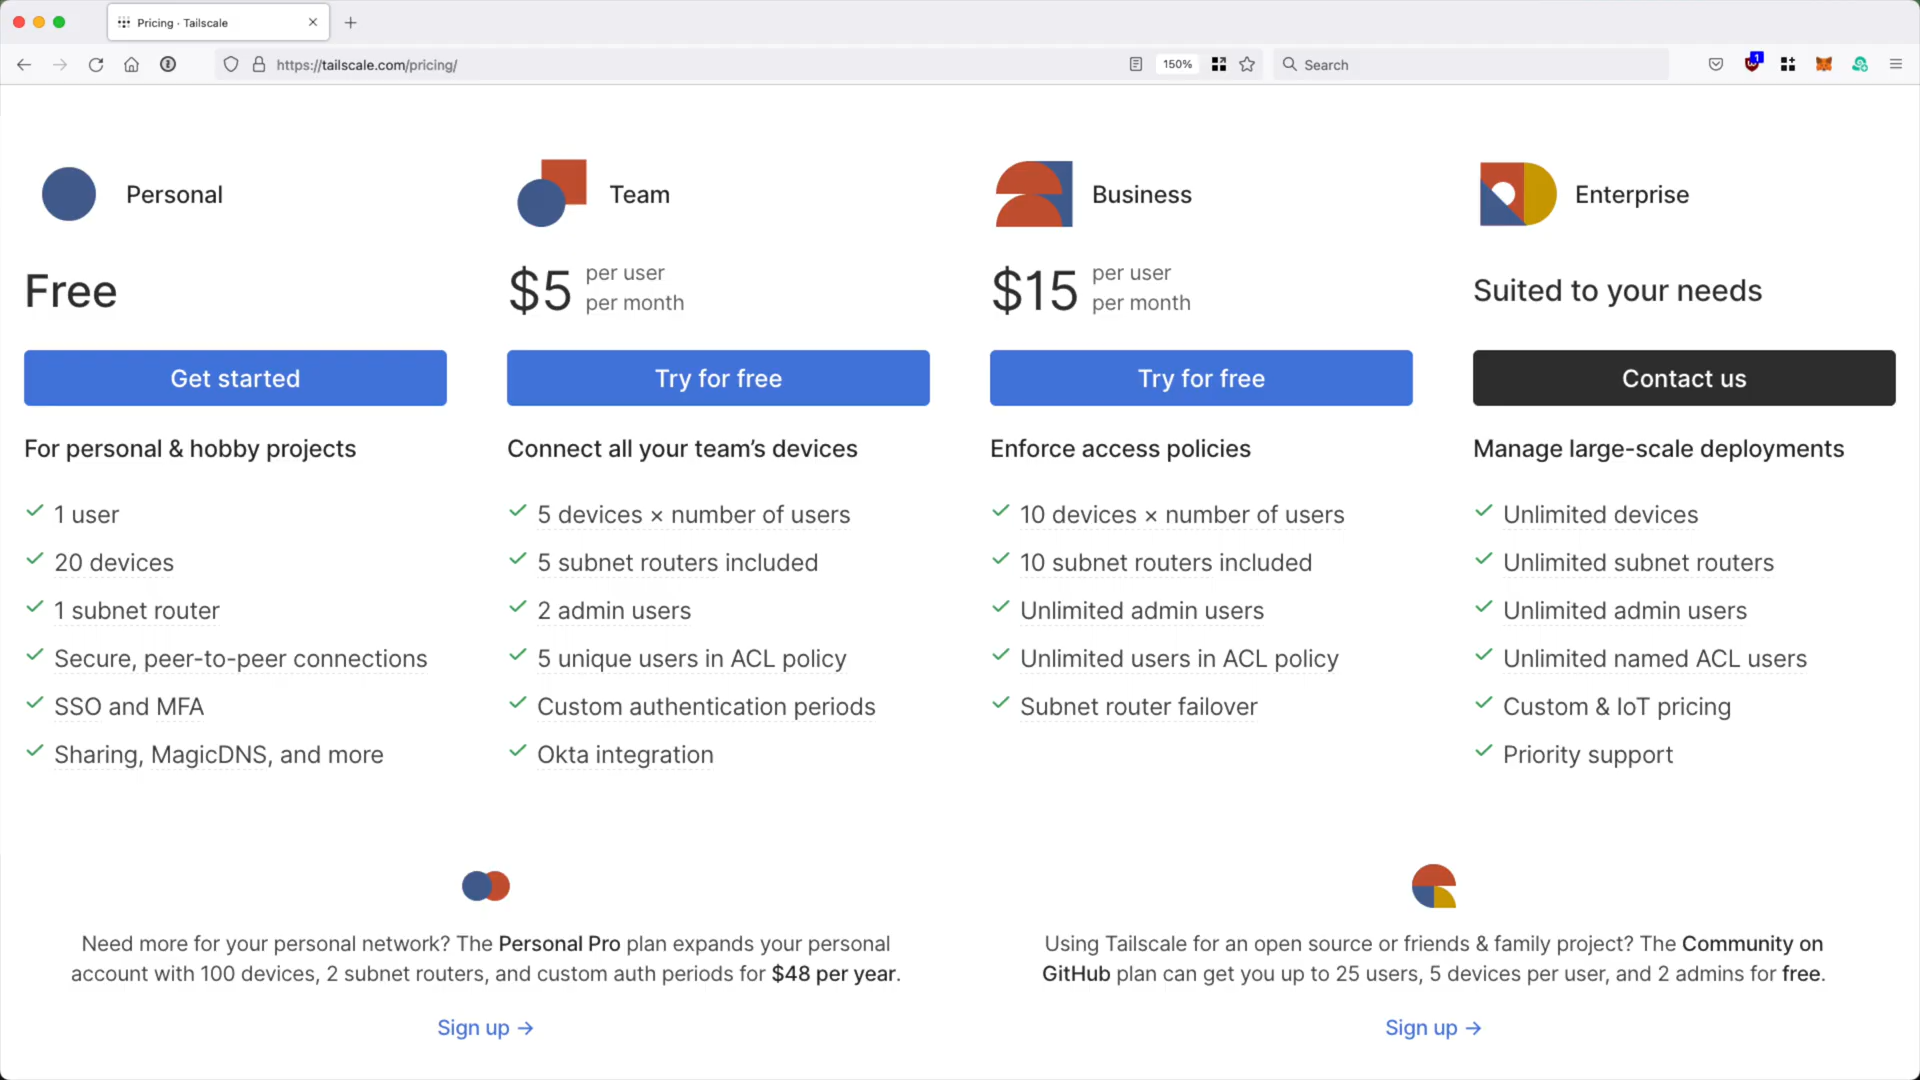 Pricing · Tailscale
https://tailscale.com/pricing/
150%
Search
1
Personal
Free
Get started
For personal & hobby projects
1 user
20 devices
1 subnet router
Secure, peer-to-peer connections
SSO and MFA
Sharing, MagicDNS, and more
Team
$5
per user
per month
Try for free
Connect all your team’s devices
5 devices × number of users
5 subnet routers included
2 admin users
5 unique users in ACL policy
Custom authentication periods
Okta integration
Business
$15
per user
per month
Try for free
Enforce access policies
10 devices × number of users
10 subnet routers included
Unlimited admin users
Unlimited users in ACL policy
Subnet router failover
Enterprise
Suited to your needs
Contact us
Manage large-scale deployments
Unlimited devices
Unlimited subnet routers
Unlimited admin users
Unlimited named ACL users
Custom & IoT pricing
Priority support
Need more for your personal network? The Personal Pro plan expands your personal
account with 100 devices, 2 subnet routers, and custom auth periods for $48 per year.
Sign up →
Using Tailscale for an open source or friends & family project? The Community on
GitHub plan can get you up to 25 users, 5 devices per user, and 2 admins for free.
Sign up →